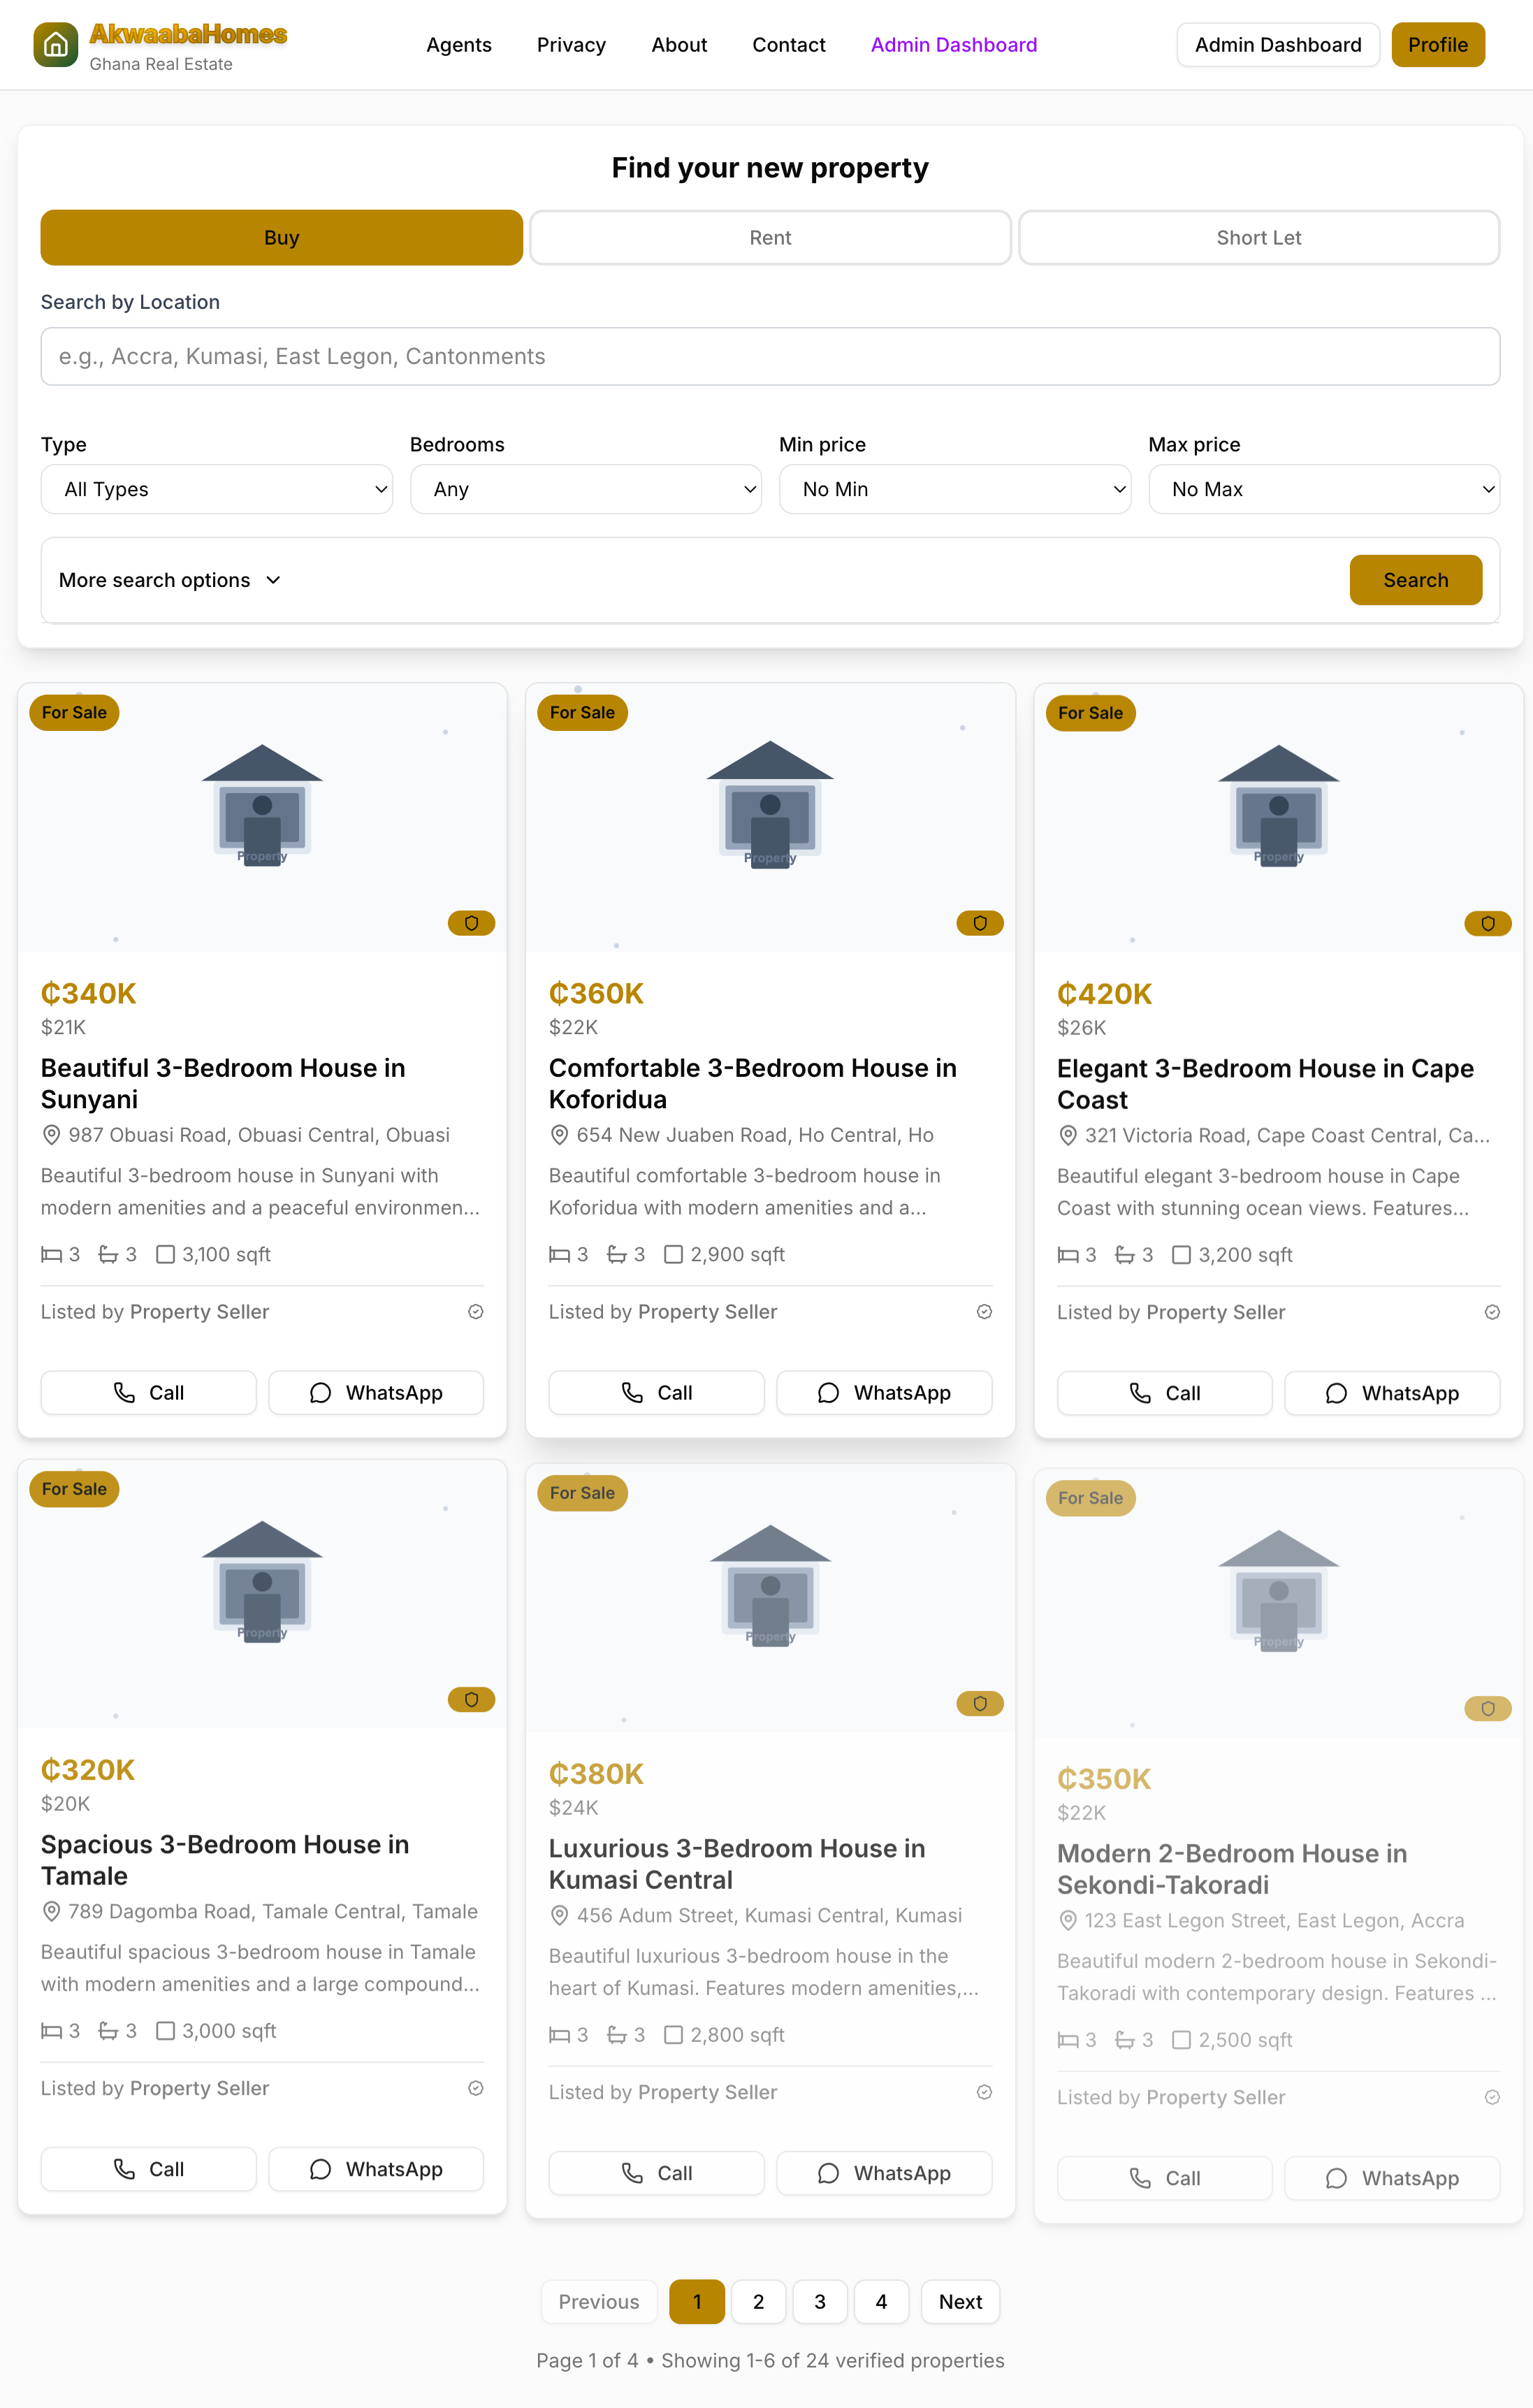 AkwaabaHomes
Ghana Real Estate
Agents
Privacy
About
Contact
Admin Dashboard
Admin Dashboard
Profile
Find your new property
Buy
Rent
Short Let
Search by Location
e.g., Accra, Kumasi, East Legon, Cantonments
Type
Bedrooms
Min price
Max price
All Types
Any
No Min
No Max
More search options
Search
For Sale
Property
₵340K
$21K
Beautiful 3-Bedroom House in
Sunyani
987 Obuasi Road, Obuasi Central, Obuasi
Beautiful 3-bedroom house in Sunyani with
modern amenities and a peaceful environmen...
3 3 3,100 sqft
Listed by Property Seller
Call
WhatsApp
For Sale
Property
₵360K
$22K
Comfortable 3-Bedroom House in
Koforidua
654 New Juaben Road, Ho Central, Ho
Beautiful comfortable 3-bedroom house in
Koforidua with modern amenities and a...
3 3 2,900 sqft
Listed by Property Seller
Call
WhatsApp
For Sale
Property
₵420K
$26K
Elegant 3-Bedroom House in Cape
Coast
321 Victoria Road, Cape Coast Central, Ca...
Beautiful elegant 3-bedroom house in Cape
Coast with stunning ocean views. Features...
3 3 3,200 sqft
Listed by Property Seller
Call
WhatsApp
For Sale
Property
₵320K
$20K
Spacious 3-Bedroom House in
Tamale
789 Dagomba Road, Tamale Central, Tamale
Beautiful spacious 3-bedroom house in Tamale
with modern amenities and a large compound...
3 3 3,000 sqft
Listed by Property Seller
Call
WhatsApp
For Sale
Property
₵380K
$24K
Luxurious 3-Bedroom House in
Kumasi Central
456 Adum Street, Kumasi Central, Kumasi
Beautiful luxurious 3-bedroom house in the
heart of Kumasi. Features modern amenities,...
3 3 2,800 sqft
Listed by Property Seller
Call
WhatsApp
For Sale
Property
₵350K
$22K
Modern 2-Bedroom House in
Sekondi-Takoradi
123 East Legon Street, East Legon, Accra
Beautiful modern 2-bedroom house in Sekondi-
Takoradi with contemporary design. Features ...
3 3 2,500 sqft
Listed by Property Seller
Call
WhatsApp
Previous
1
2
3
4
Next
Page 1 of 4 • Showing 1-6 of 24 verified properties